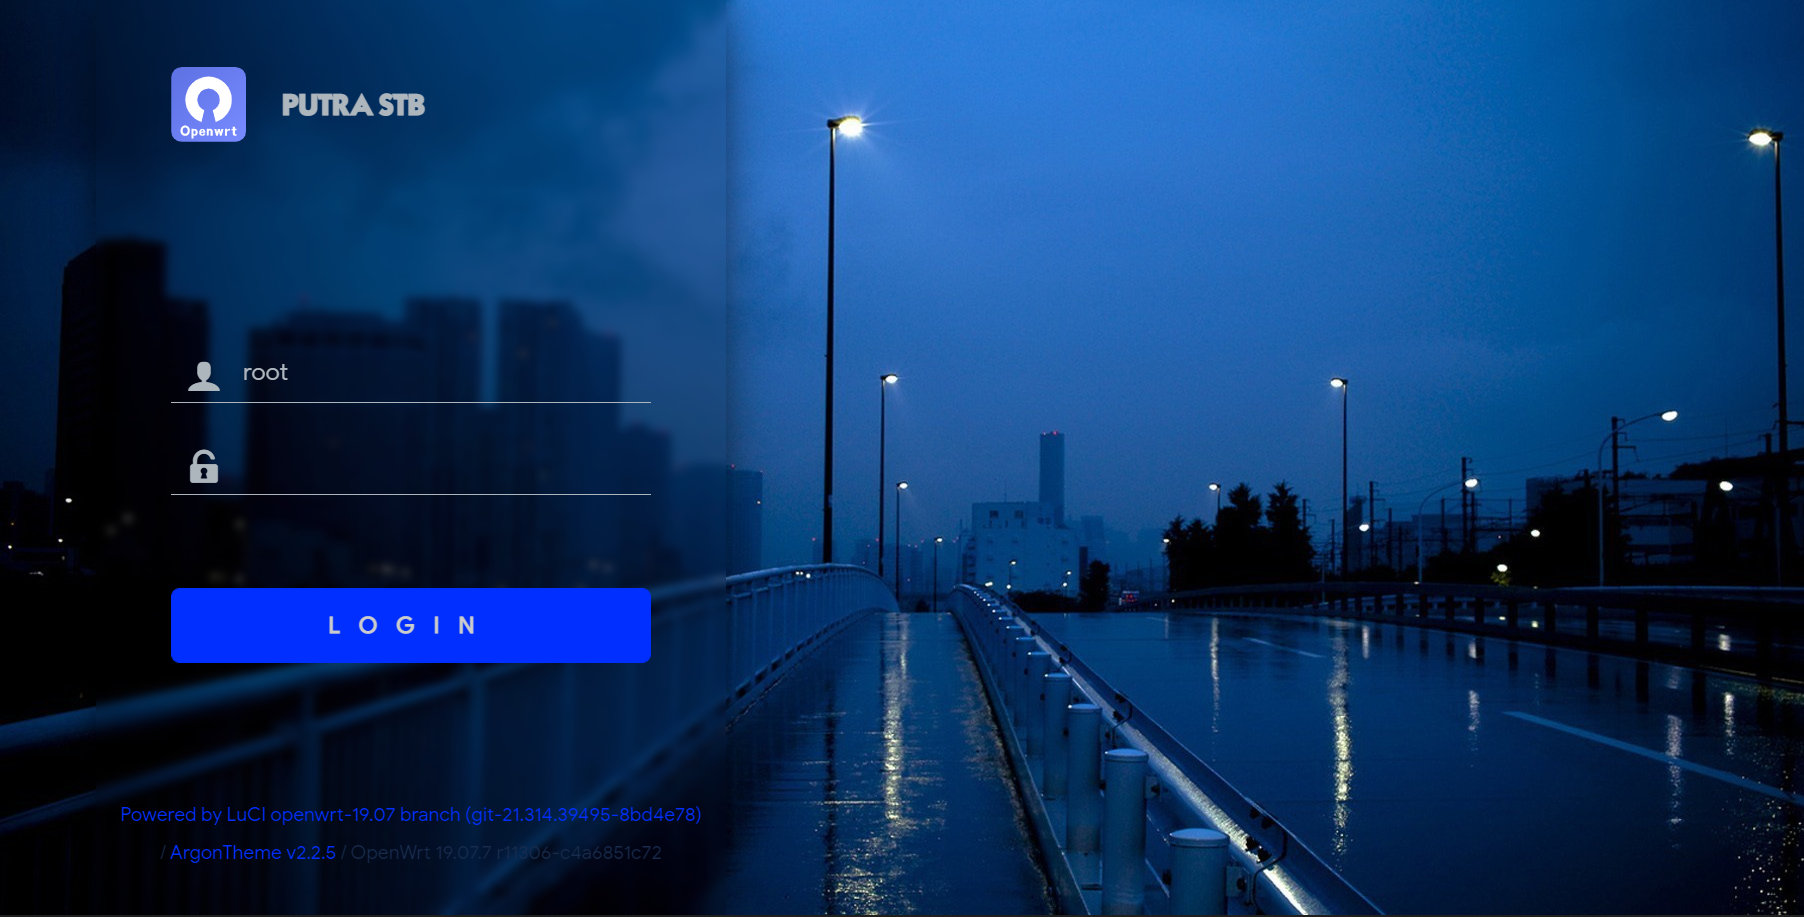 Openwrt
PUTRA STB
root
LOGIN
Powered by LuCI openwrt-19.07 branch (git-21.314.39495-8bd4e78)
/ ArgonTheme v2.2.5 / OpenWrt 19.07.7 r11306-c4a6851c72